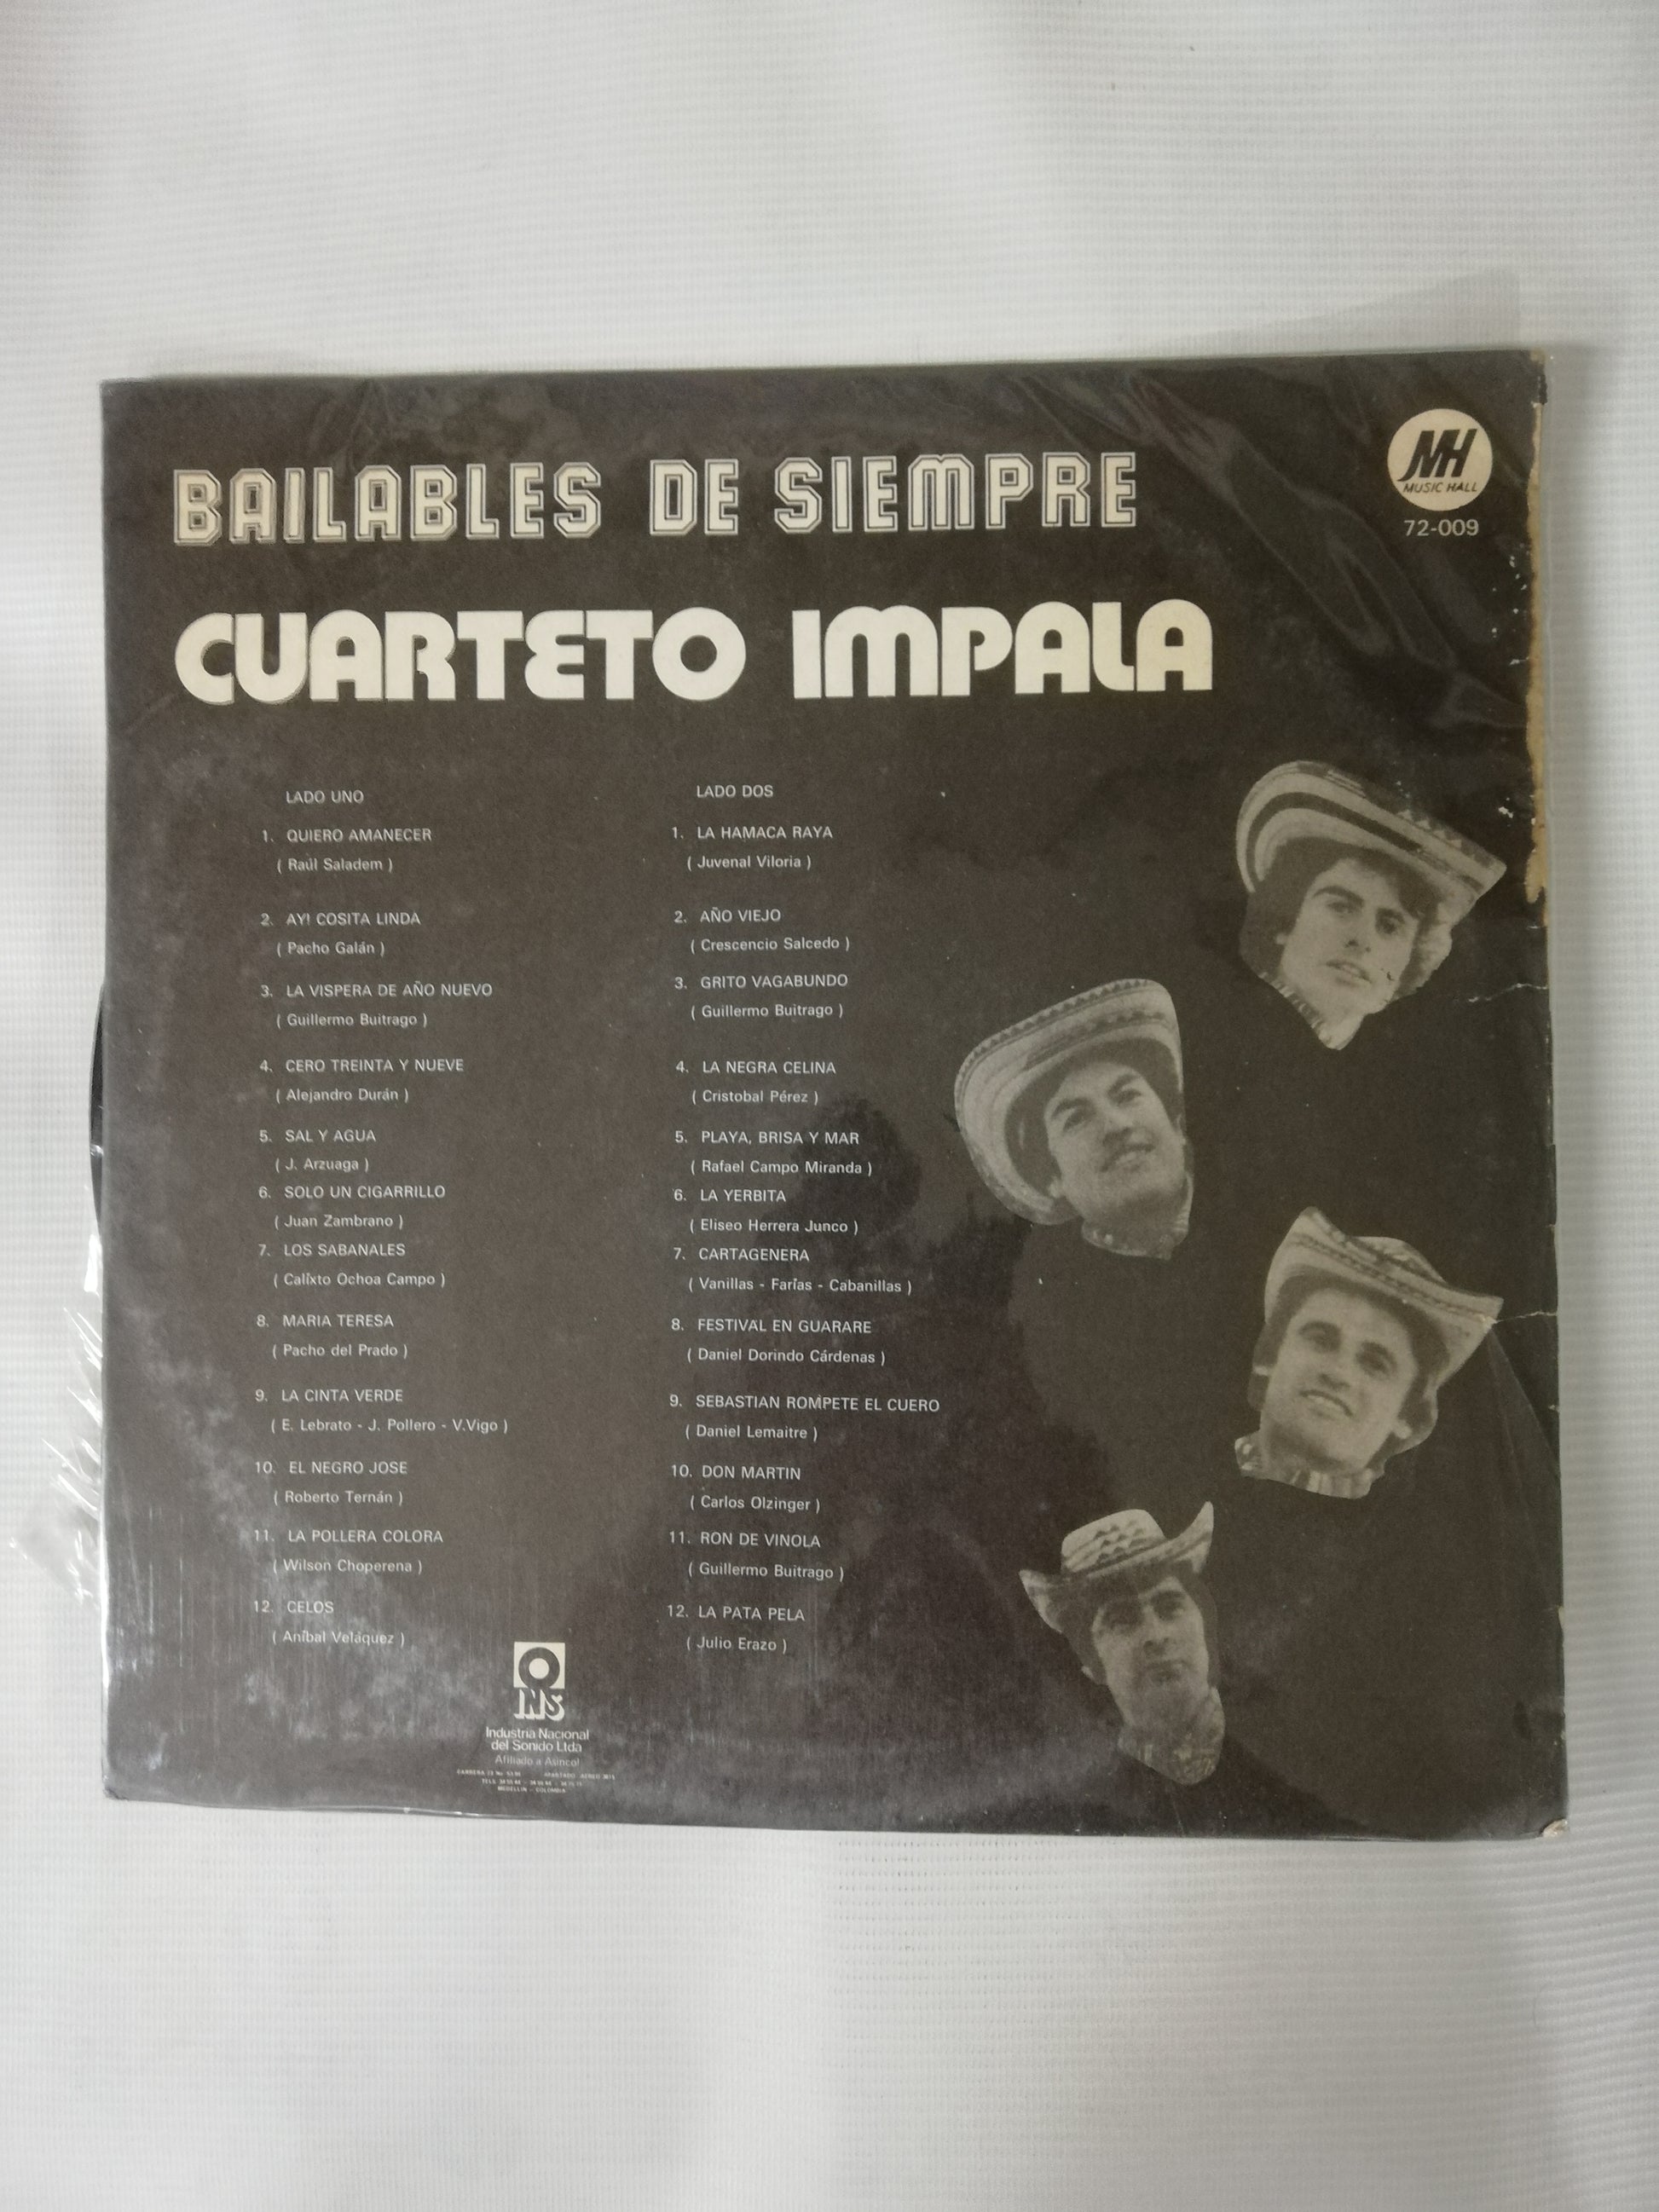 BAILABLES DE SIEMPRE
MH
MUSIC HALL
72-009
CUARTETO IMPALA
LADO UNO
1. QUIERO AMANECER
( Raúl Saladem )
2. AY! COSITA LINDA
( Pacho Galán )
3. LA VISPERA DE AÑO NUEVO
( Guillermo Buitrago )
4. CERO TREINTA Y NUEVE
( Alejandro Durán )
5. SAL Y AGUA
( J. Arzuaga )
6. SOLO UN CIGARRILLO
( Juan Zambrano )
7. LOS SABANALES
( Calixto Ochoa Campo )
8. MARIA TERESA
( Pacho del Prado )
9. LA CINTA VERDE
( E. Lebrato - J. Pollero - V.Vigo )
10. EL NEGRO JOSE
( Roberto Ternán )
11. LA POLLERA COLORA
( Wilson Choperena )
12. CELOS
( Aníbal Veláquez )
LADO DOS
1. LA HAMACA RAYA
( Juvenal Viloria )
2. AÑO VIEJO
( Crescencio Salcedo )
3. GRITO VAGABUNDO
( Guillermo Buitrago )
4. LA NEGRA CELINA
( Cristobal Pérez )
5. PLAYA, BRISA Y MAR
( Rafael Campo Miranda )
6. LA YERBITA
( Eliseo Herrera Junco )
7. CARTAGENERA
( Vanillas - Farías - Cabanillas )
8. FESTIVAL EN GUARARE
( Daniel Dorindo Cárdenas )
9. SEBASTIAN ROMPETE EL CUERO
( Daniel Lemaitre )
10. DON MARTIN
( Carlos Olzinger )
11. RON DE VINOLA
( Guillermo Buitrago )
12. LA PATA PELA
( Julio Erazo )
INS
Industria Nacional
del Sonido Ltda
Afiliado a Asincol
MEDELLIN - COLOMBIA